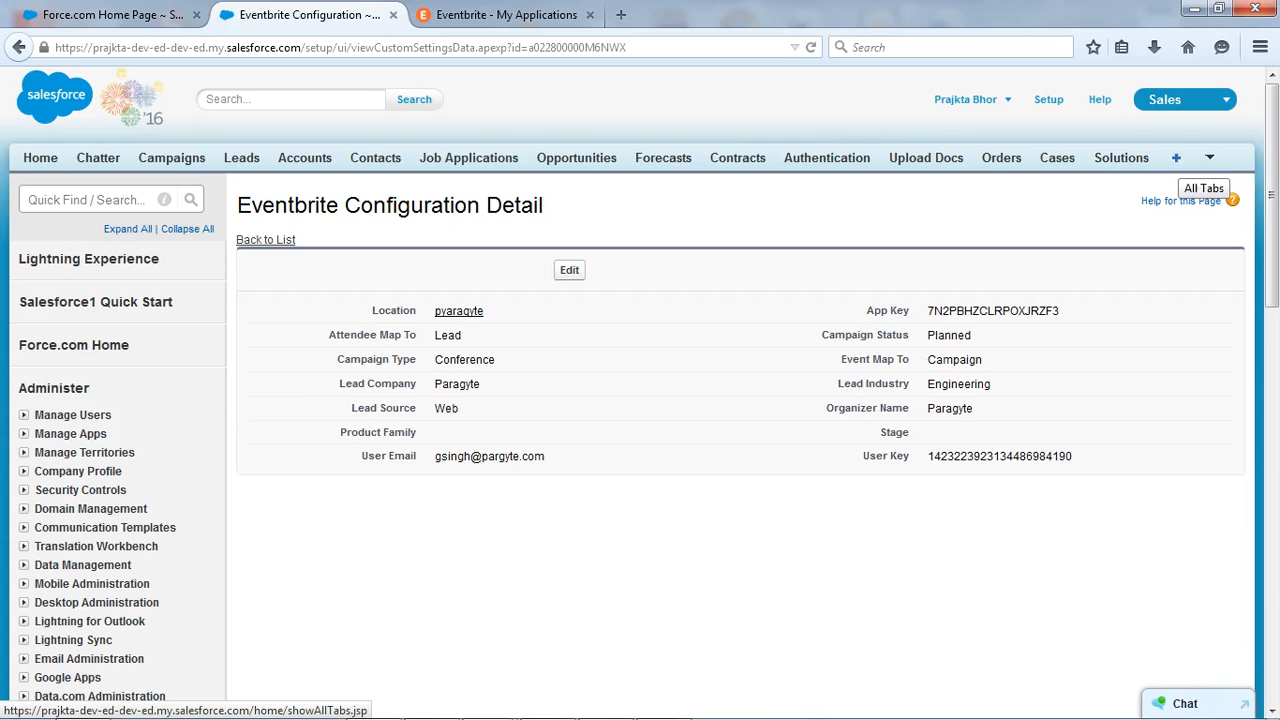 Force.com Home Page ~ S...
Eventbrite Configuration ~...
Eventbrite - My Applications
https://prajkta-dev-ed-dev-ed.my.salesforce.com/setup/ui/viewCustomSettingsData.apexp?id=a022800000M6NWX
Search
salesforce
'16
Search...
Search
Prajkta Bhor
Setup
Help
Sales
Home
Chatter
Campaigns
Leads
Accounts
Contacts
Job Applications
Opportunities
Forecasts
Contracts
Authentication
Upload Docs
Orders
Cases
Solutions
+
All Tabs
Help for this Page
Quick Find / Search...
Expand All | Collapse All
Lightning Experience
Salesforce1 Quick Start
Force.com Home
Administer
Manage Users
Manage Apps
Manage Territories
Company Profile
Security Controls
Domain Management
Communication Templates
Translation Workbench
Data Management
Mobile Administration
Desktop Administration
Lightning for Outlook
Lightning Sync
Email Administration
Google Apps
Data.com Administration
Eventbrite Configuration Detail
Back to List
Edit
Location pvaragyte App Key 7N2PBHZCLRPOXJRZF3
Attendee Map To Lead Campaign Status Planned
Campaign Type Conference Event Map To Campaign
Lead Company Paragyte Lead Industry Engineering
Lead Source Web Organizer Name Paragyte
Product Family Stage
User Email gsingh@pargyte.com User Key 1423223923134486984190
Chat
https://prajkta-dev-ed-dev-ed.my.salesforce.com/home/showAllTabs.jsp